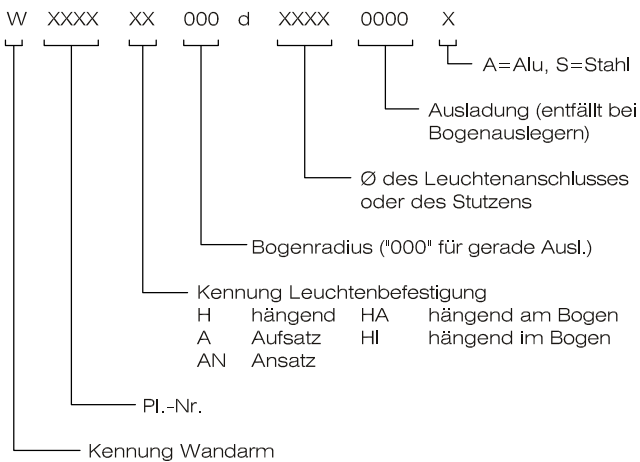 W XXXX XX 000 d XXXX 0000 X
A=Alu, S=Stahl
Ausladung (entfällt bei
Bogenauslegern)
Ø des Leuchtenanschlusses
oder des Stutzens
Bogenradius ("000" für gerade Ausl.)
Kennung Leuchtenbefestigung
H hängend HA hängend am Bogen
A Aufsatz HI hängend im Bogen
AN Ansatz
Pl.-Nr.
Kennung Wandarm